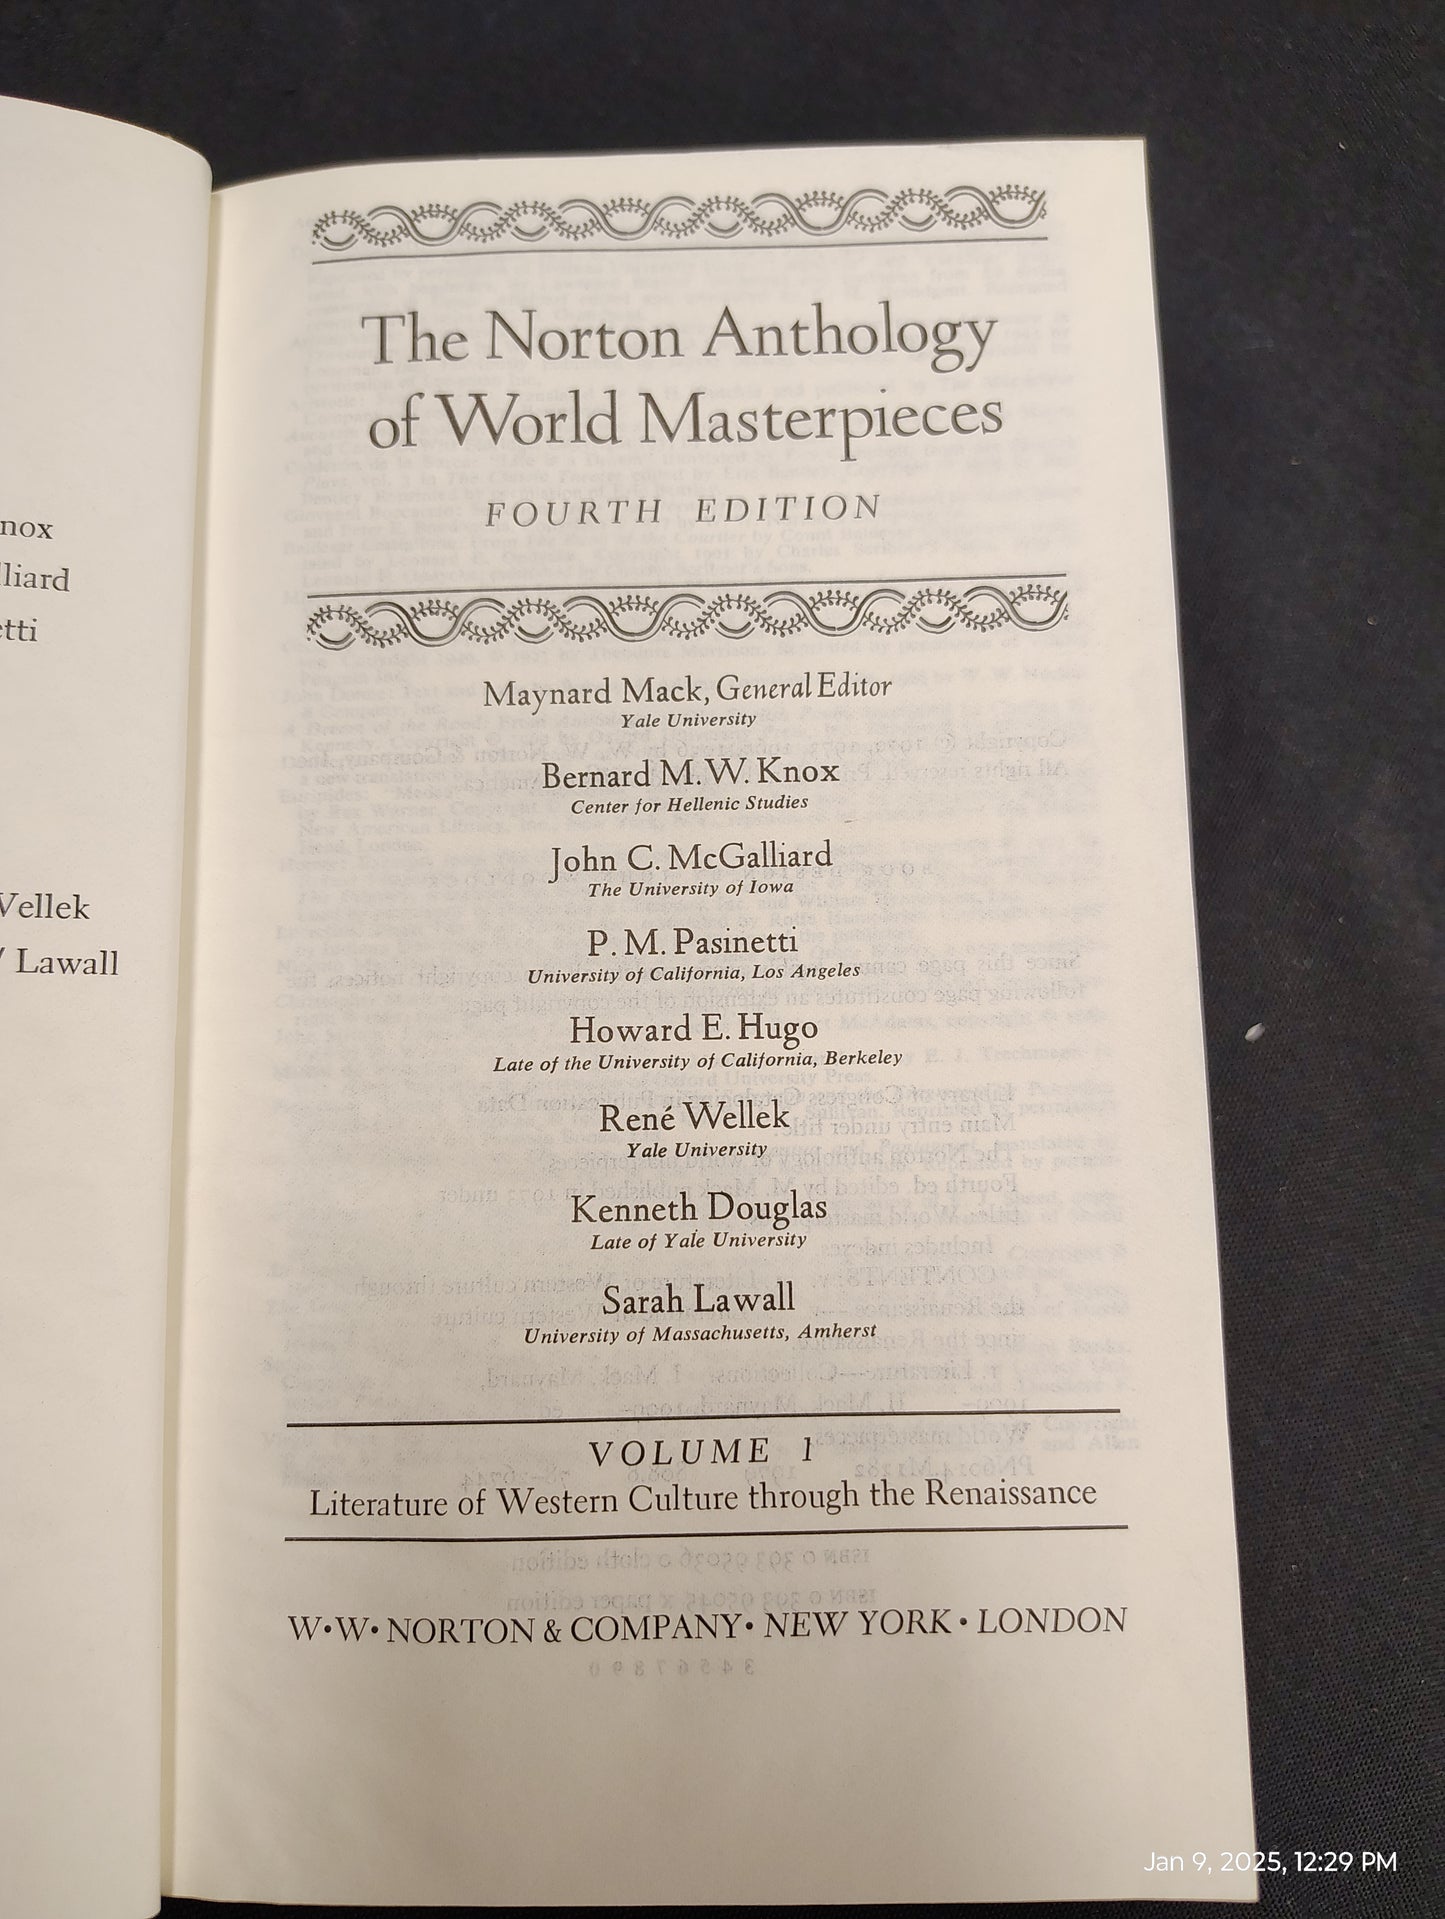 nox
lliard
etti
Vellek
Lawall
The Norton Anthology
of World Masterpieces
FOURTH EDITION
Maynard Mack, General Editor
Yale University
Bernard M.W. Knox
Center for Hellenic Studies
John C. McGalliard
The University of Iowa
P. M. Pasinetti
University of California, Los Angeles
Howard E. Hugo
Late of the University of California, Berkeley
René Wellek
Yale University
Kenneth Douglas
Late of Yale University
Sarah Lawall
University of Massachusetts, Amherst
VOLUME 1
Literature of Western Culture through the Renaissance
W·W·NORTON & COMPANY· NEW YORK · LONDON
Jan 9, 2025, 12:29 PM